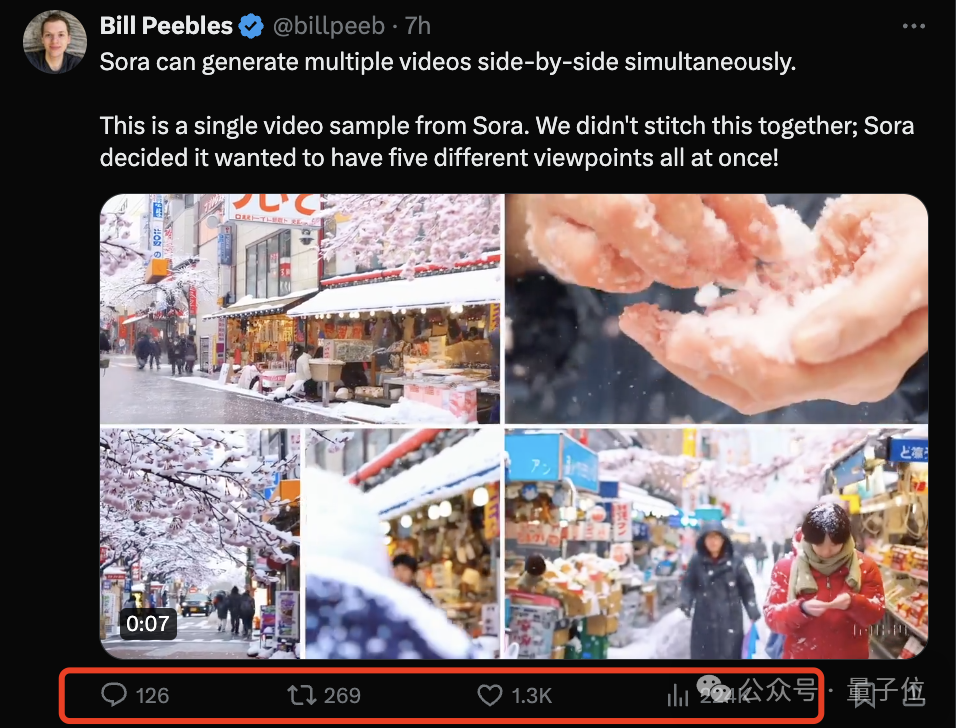 Bill Peebles @billpeeb · 7h
Sora can generate multiple videos side-by-side simultaneously.
This is a single video sample from Sora. We didn't stitch this together; Sora
decided it wanted to have five different viewpoints all at once!
アン
0:07
126 269 1.3K 224K
公众号 · 量子位